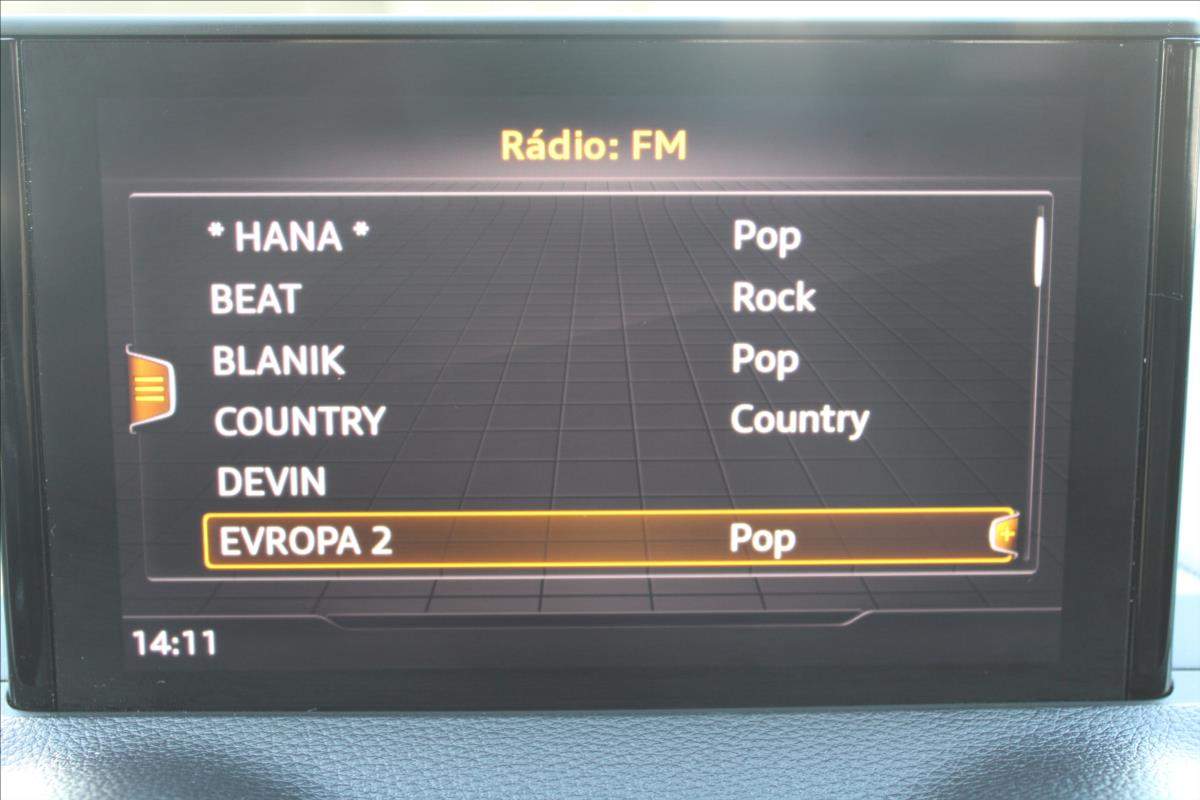 Rádio: FM
* HANA * Pop
BEAT Rock
BLANIK Pop
COUNTRY Country
DEVIN
EVROPA 2 Pop
14:11